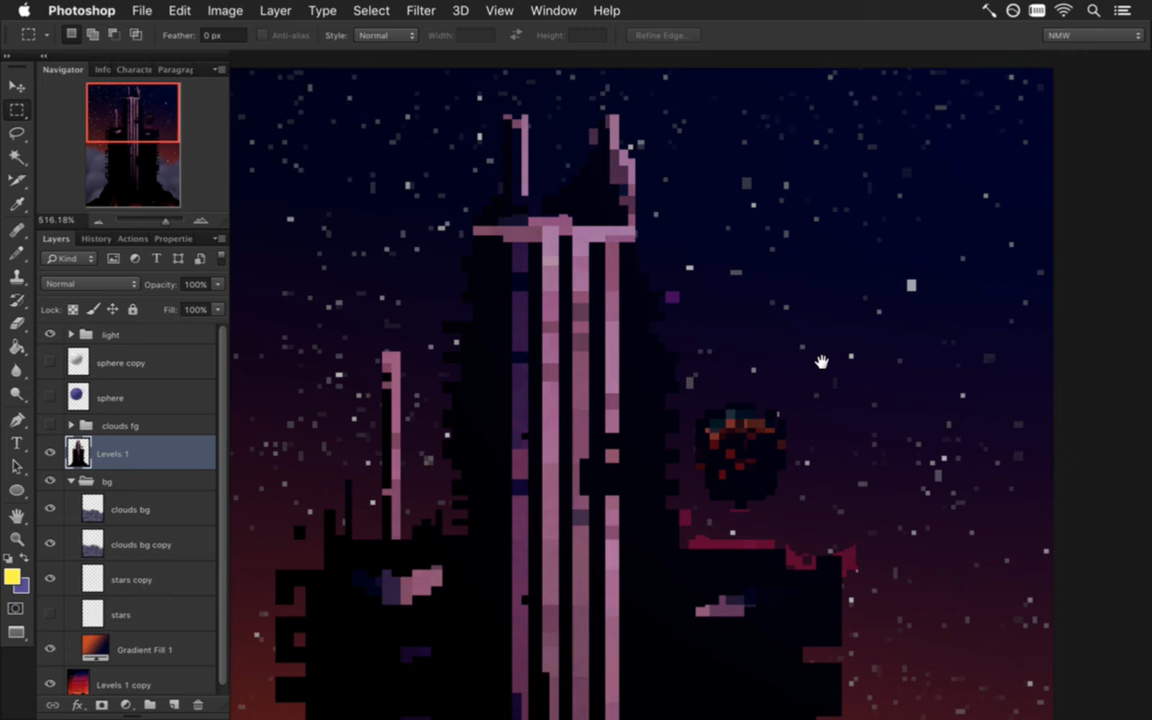 Photoshop File Edit Image Layer Type Select Filter 3D View Window Help
Feather: 0 px Anti-alias Style: Normal Width: Height: Refine Edge... NMW
Navigator Info Characte Paragrap
516.18%
Layers History Actions Propertie
Kind
Normal Opacity: 100%
Lock: Fill: 100%
light
sphere copy
sphere
clouds fg
Levels 1
bg
clouds bg
clouds bg copy
stars copy
stars
Gradient Fill 1
Levels 1 copy